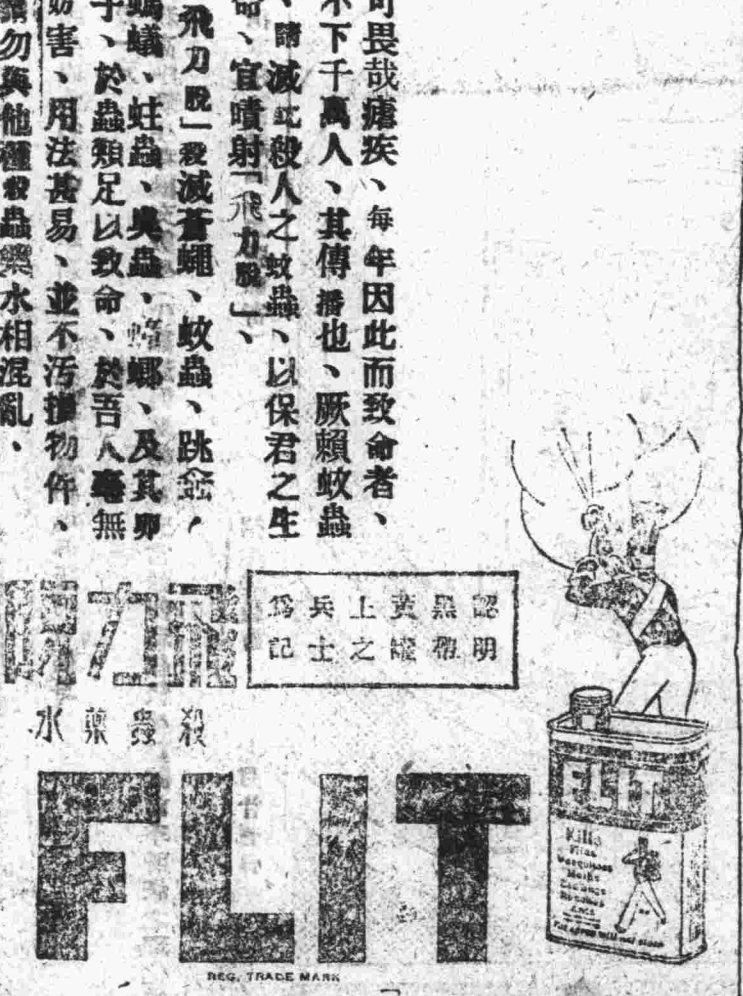 可畏哉瘧疾、每年因此而致命者、
不下千萬人、其傳播也、厥賴蚊蟲
、請滅此殺人之蚊蟲、以保君之生
命、宜噴射「飛力脫」、
飛力脫」殺滅蒼蠅、蚊蟲、跳蚤、
螞蟻、蛀蟲、臭蟲、蟑螂、及其卵
子、於蟲類足以致命、於吾人毫無
妨害、用法甚易、並不污損物件、
請勿與他種殺蟲藥水相混亂、
認明
黑帶
黃罐
上之
兵士
為記
飛力脫
殺蟲藥水
FLIT
REG. TRADE MARK
FLIT
Kills
Flies
Mosquitoes
Moths
Roaches
Ants